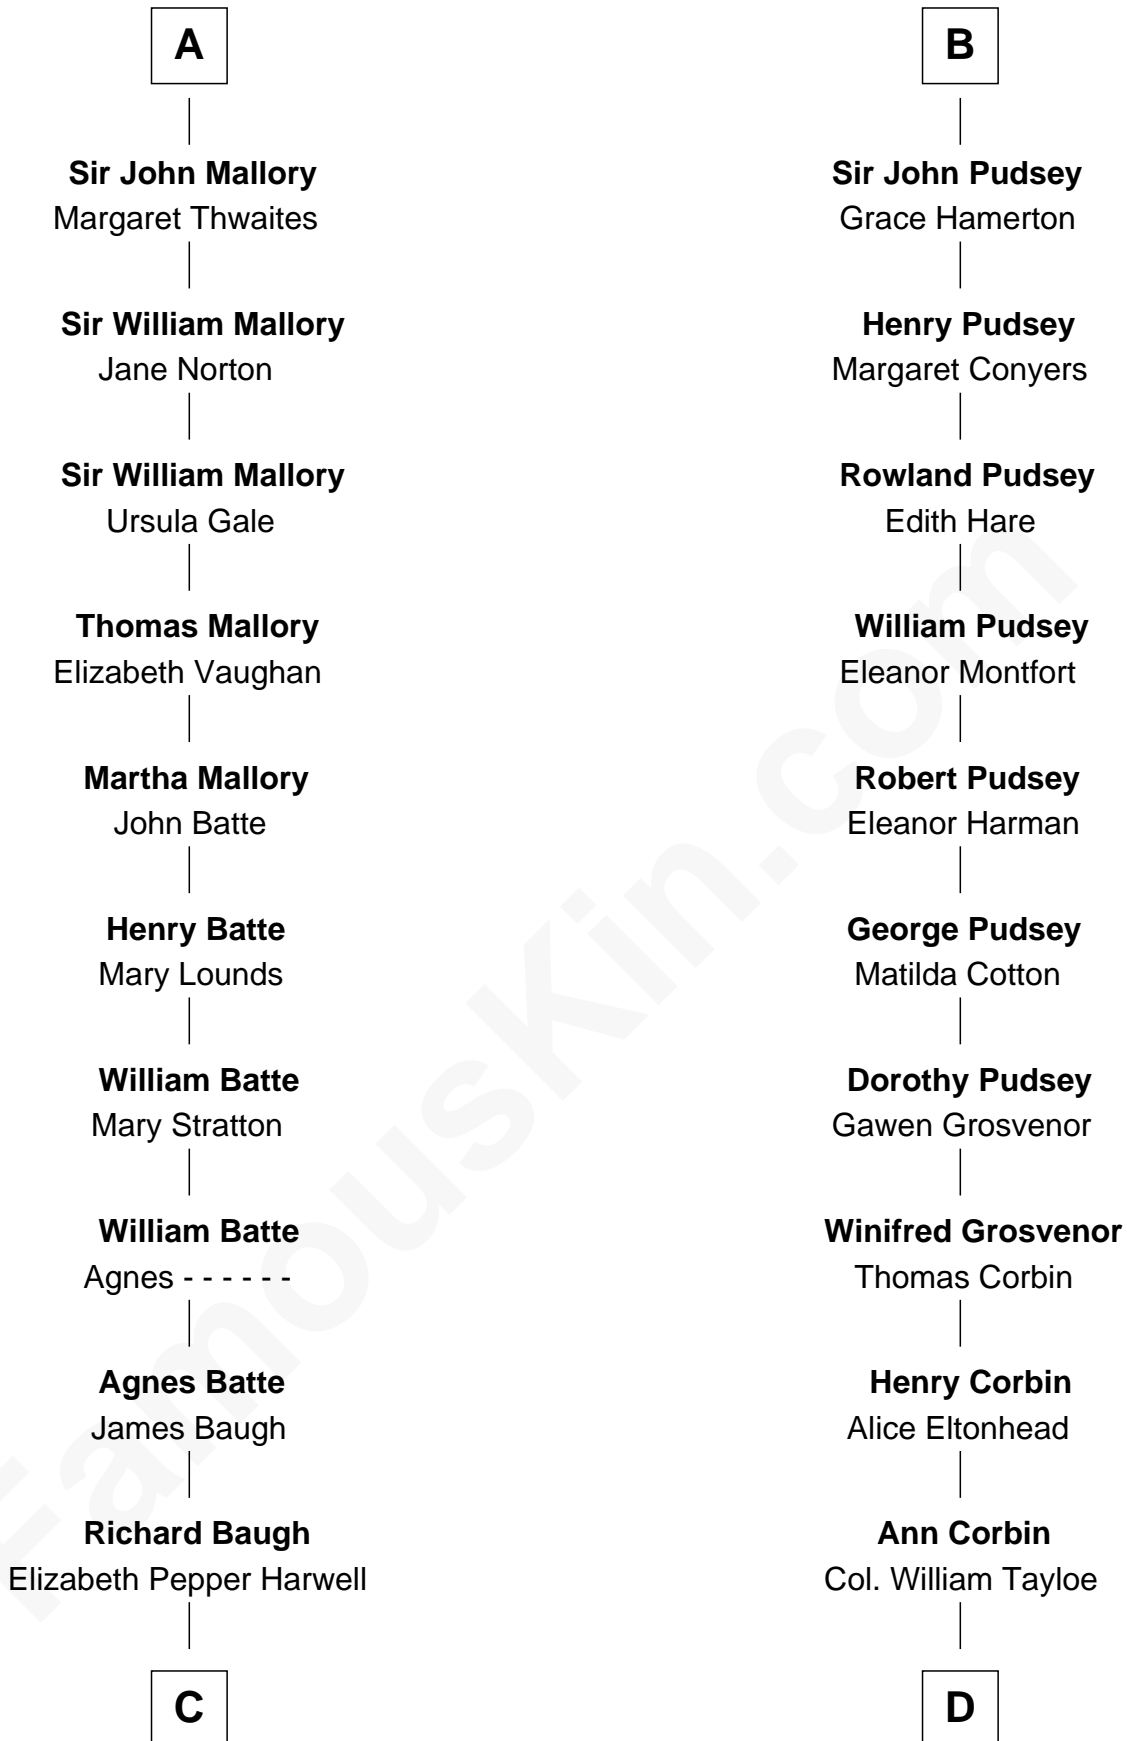 A
Sir John Mallory
Margaret Thwaites
Sir William Mallory
Jane Norton
Sir William Mallory
Ursula Gale
Thomas Mallory
Elizabeth Vaughan
Martha Mallory
John Batte
Henry Batte
Mary Lounds
William Batte
Mary Stratton
William Batte
Agnes - - - - - -
Agnes Batte
James Baugh
Richard Baugh
Elizabeth Pepper Harwell
C
B
Sir John Pudsey
Grace Hamerton
Henry Pudsey
Margaret Conyers
Rowland Pudsey
Edith Hare
William Pudsey
Eleanor Montfort
Robert Pudsey
Eleanor Harman
George Pudsey
Matilda Cotton
Dorothy Pudsey
Gawen Grosvenor
Winifred Grosvenor
Thomas Corbin
Henry Corbin
Alice Eltonhead
Ann Corbin
Col. William Tayloe
D
FamousKin.com